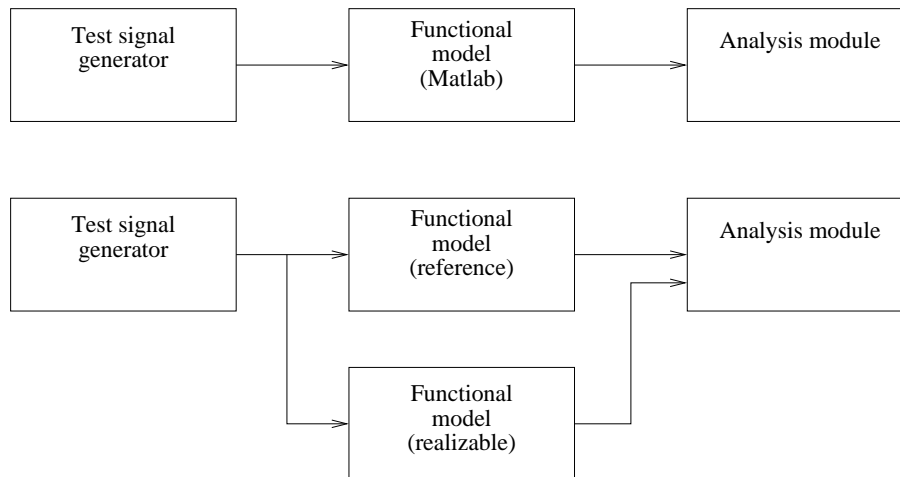 Test signal
generator
Functional
model
(Matlab)
Analysis module
Test signal
generator
Functional
model
(reference)
Analysis module
Functional
model
(realizable)